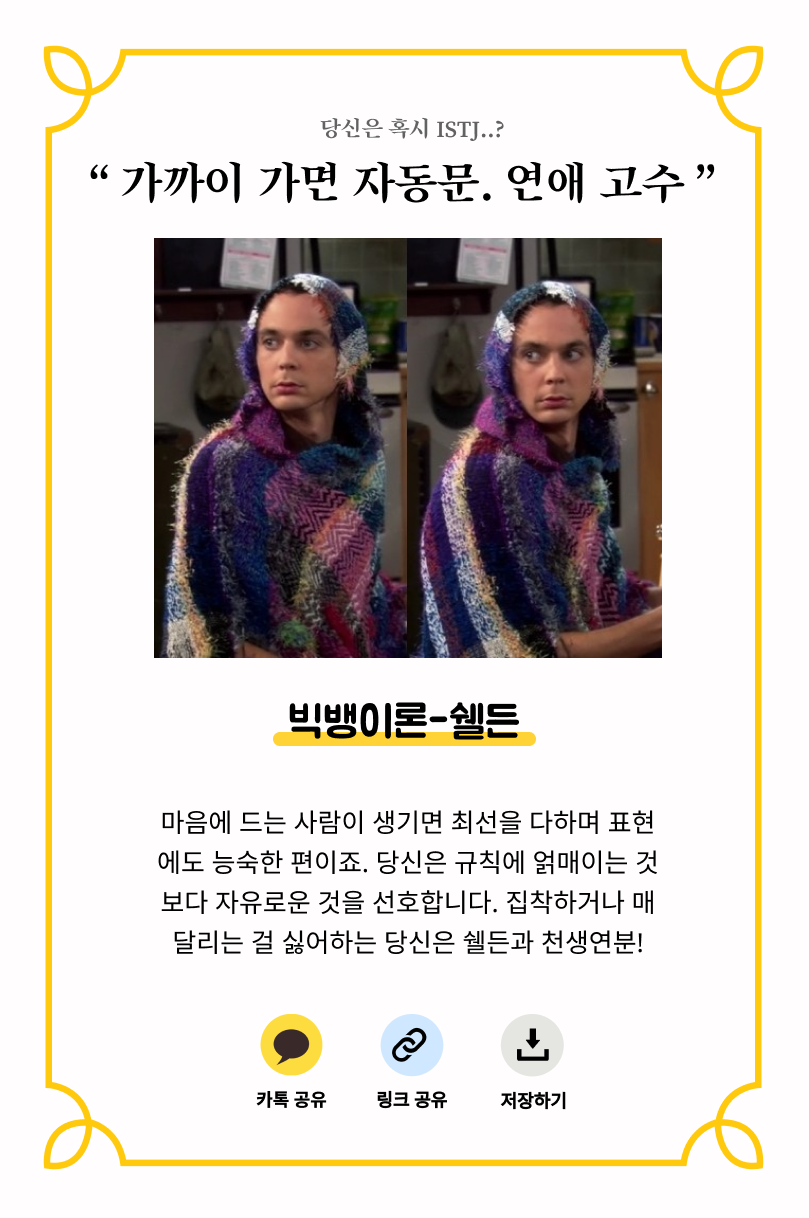 당신은 혹시 ISTJ..?
“ 가까이 가면 자동문. 연애 고수 ”
빅뱅이론-쉘든
마음에 드는 사람이 생기면 최선을 다하며 표현
에도 능숙한 편이죠. 당신은 규칙에 얽매이는 것
보다 자유로운 것을 선호합니다. 집착하거나 매
달리는 걸 싫어하는 당신은 쉘든과 천생연분!
카톡 공유 링크 공유 저장하기